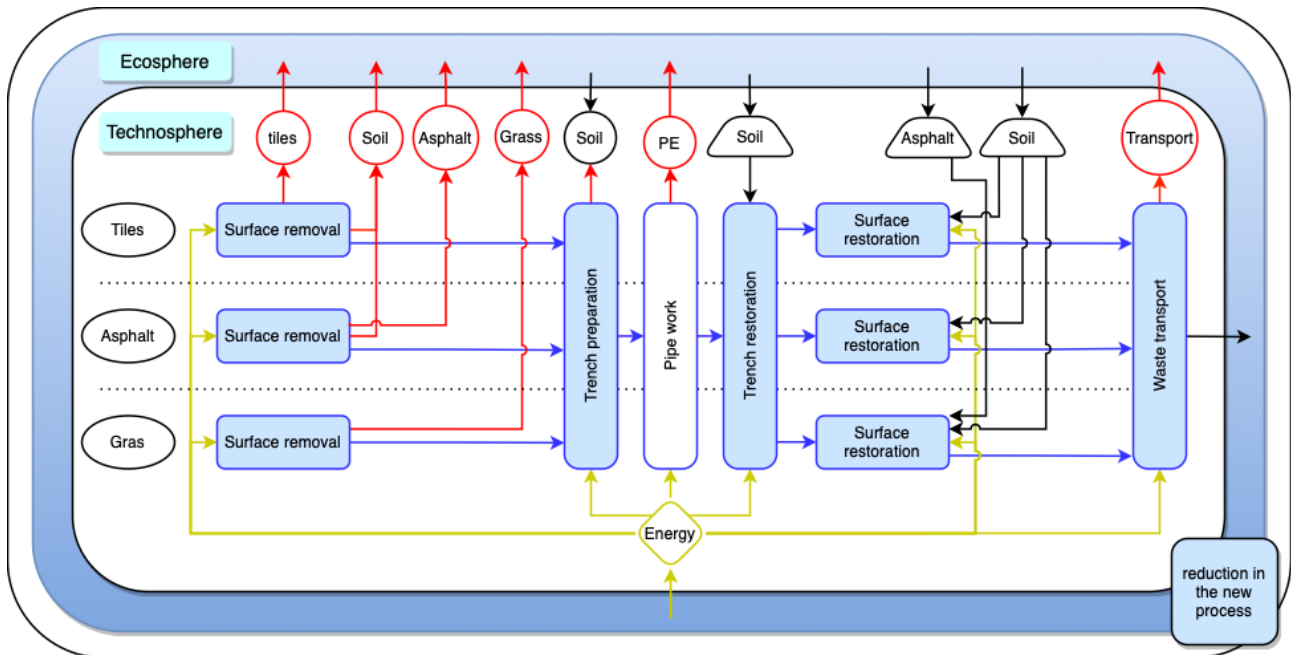 Ecosphere
Technosphere
tiles
Soil
Asphalt
Grass
Soil
PE
Soil
Asphalt
Soil
Transport
Tiles
Surface removal
Surface
restoration
Asphalt
Surface removal
Trench preparation
Pipe work
Trench restoration
Surface
restoration
Waste transport
Gras
Surface removal
Surface
restoration
Energy
reduction in
the new
process